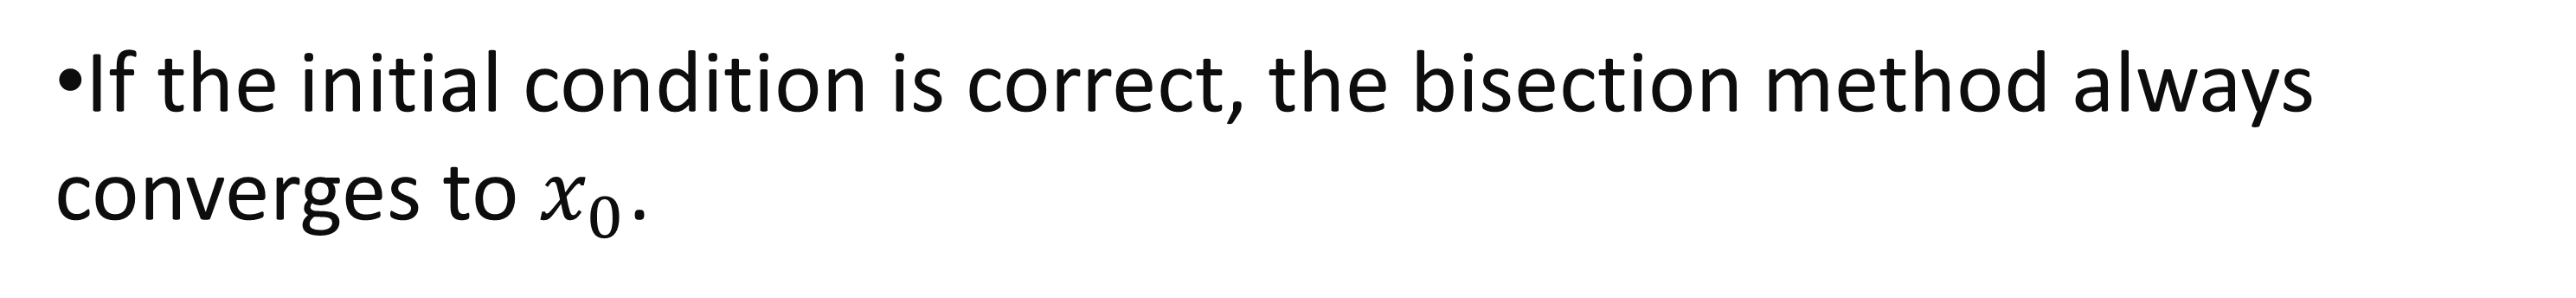 •If the initial condition is correct, the bisection method always
converges to x₀.